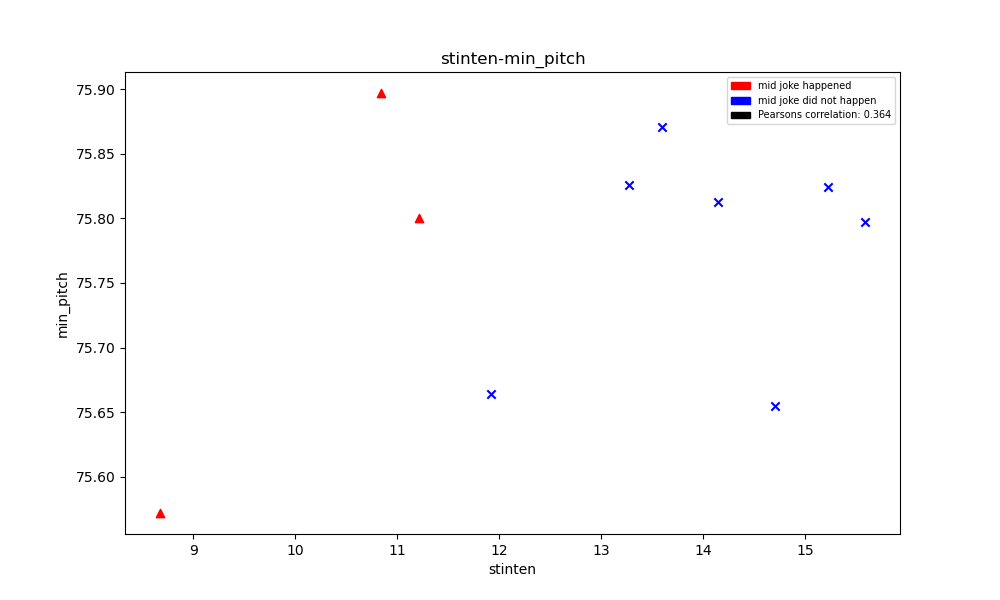 stinten-min_pitch
mid joke happened
mid joke did not happen
Pearsons correlation: 0.364
75.90
75.85
75.80
75.75
75.70
75.65
75.60
min_pitch
9 10 11 12 13 14 15
stinten